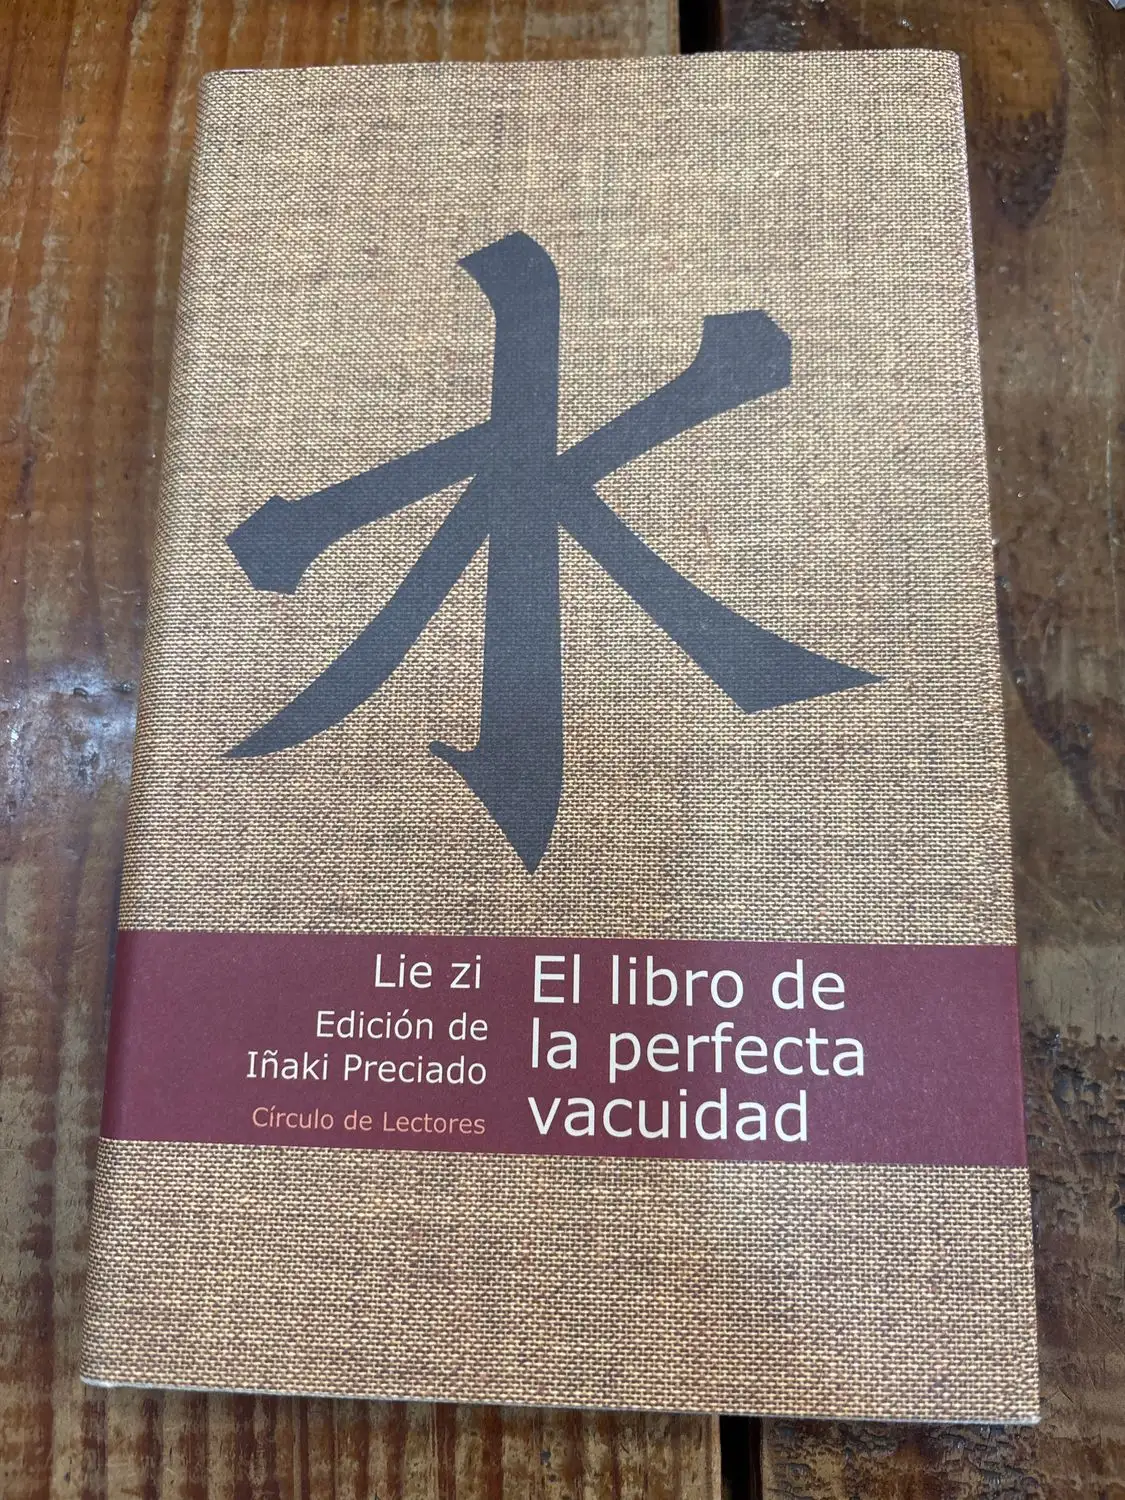 水
Lie zi
Edición de
Iñaki Preciado
Círculo de Lectores
El libro de
la perfecta
vacuidad